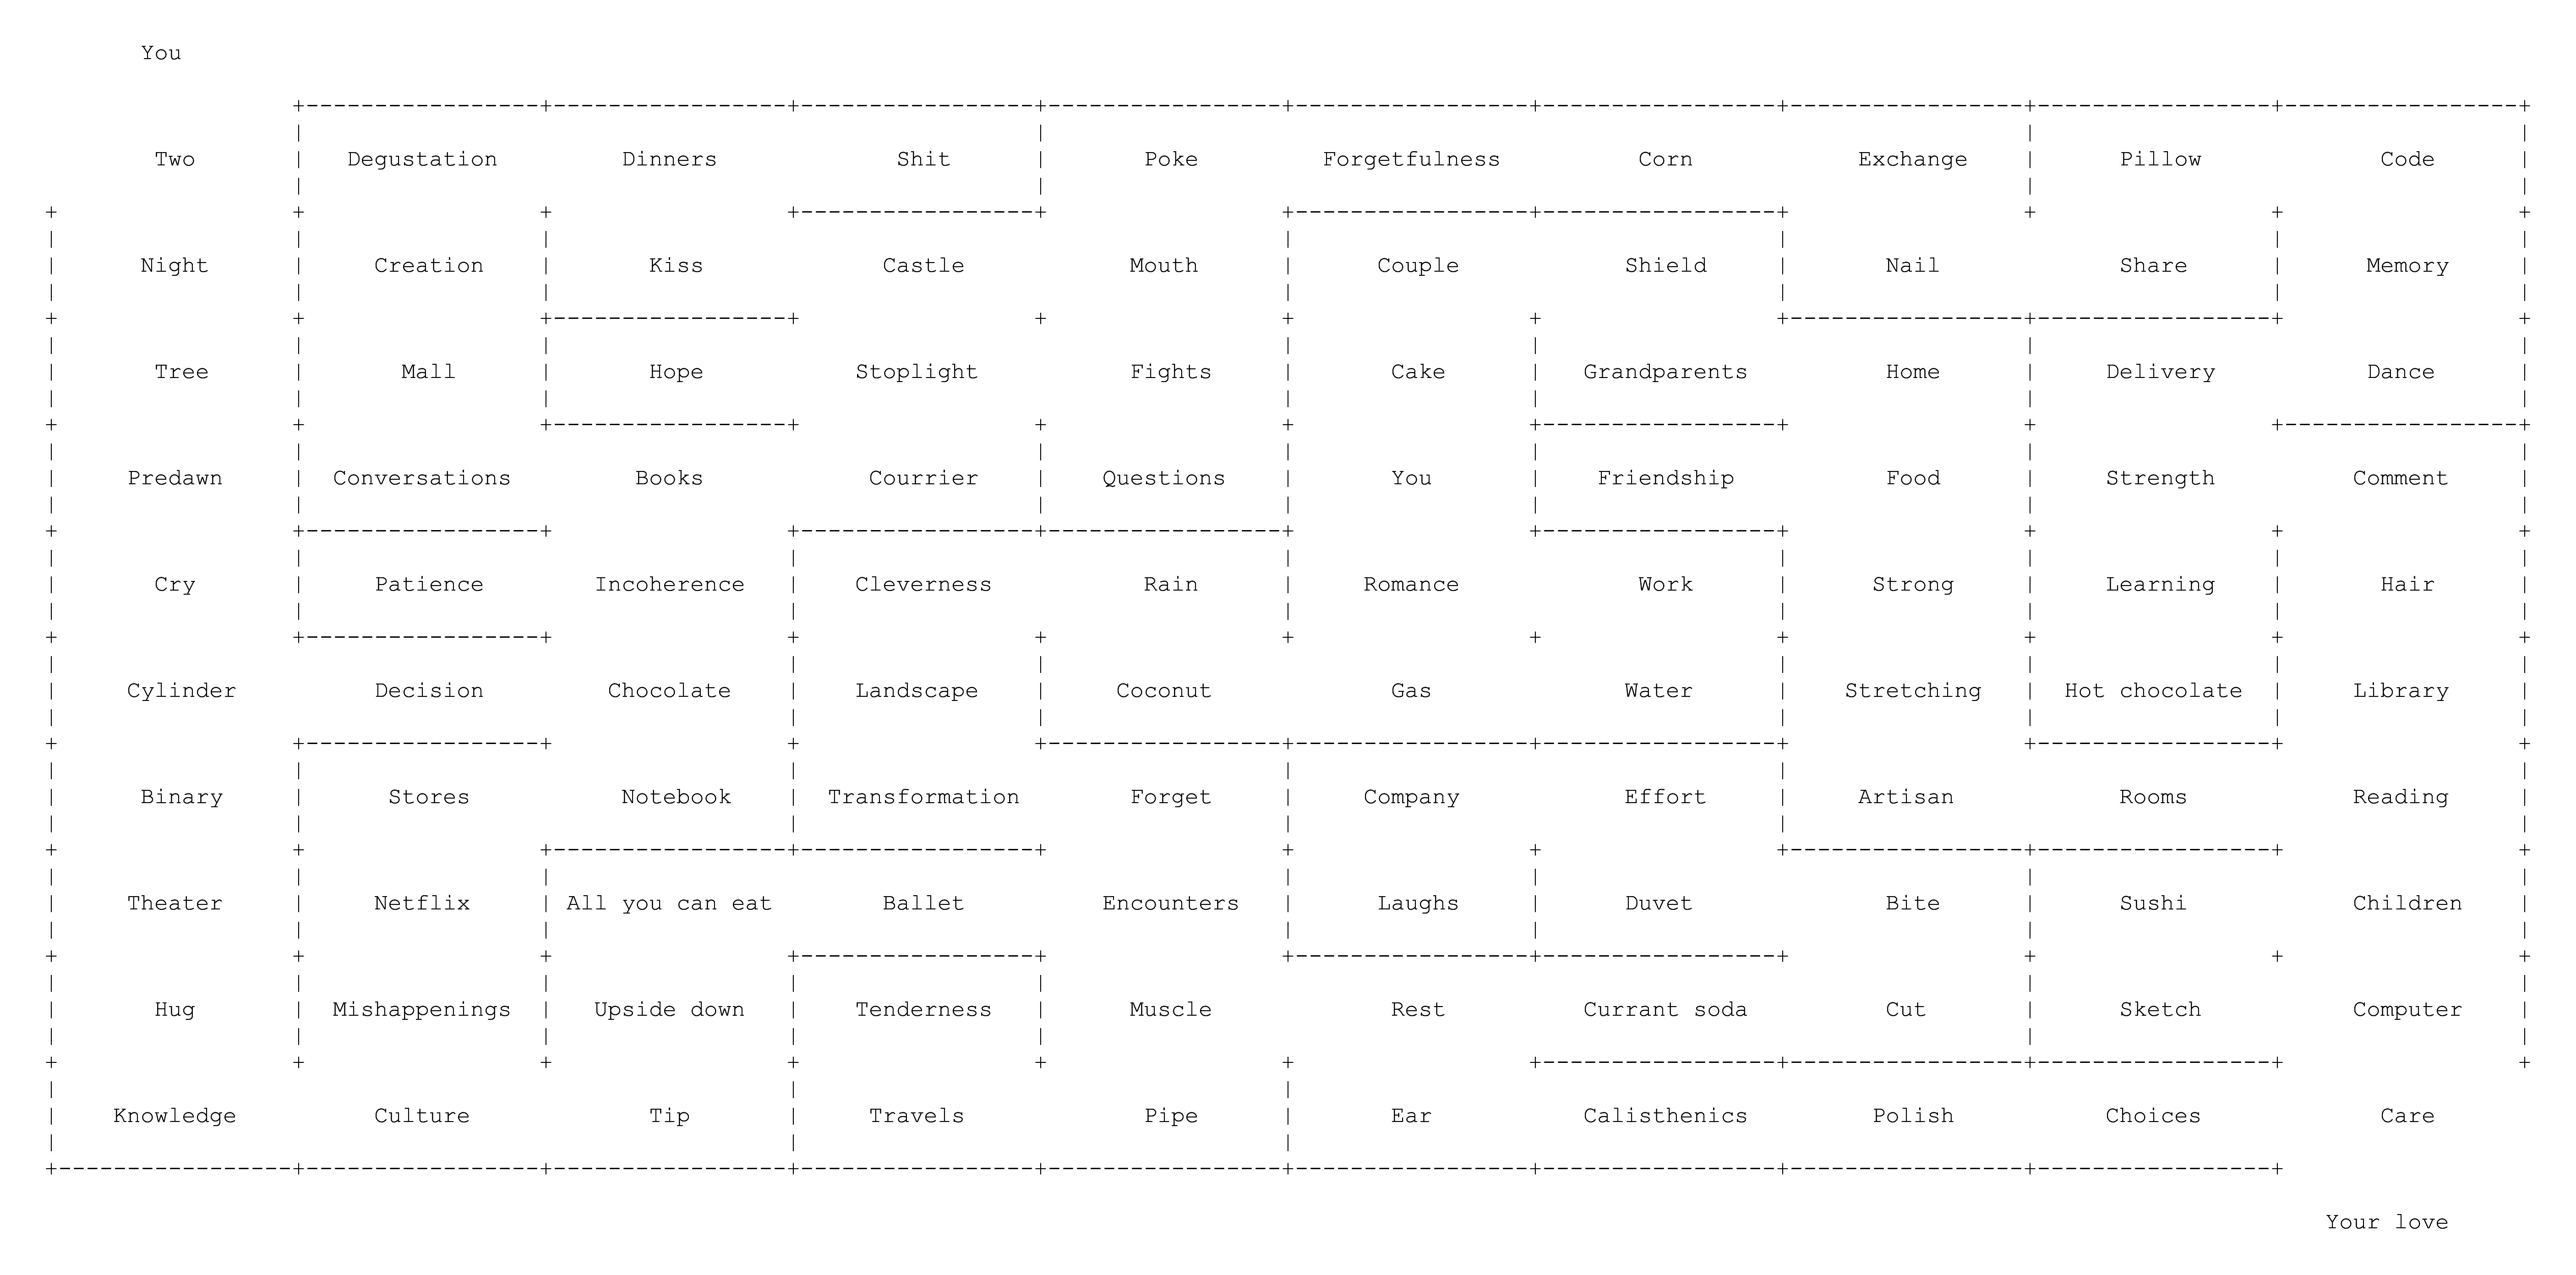 You
Two Degustation Dinners Shit Poke Forgetfulness Corn Exchange Pillow Code
Night Creation Kiss Castle Mouth Couple Shield Nail Share Memory
Tree Mall Hope Stoplight Fights Cake Grandparents Home Delivery Dance
Predawn Conversations Books Courrier Questions You Friendship Food Strength Comment
Cry Patience Incoherence Cleverness Rain Romance Work Strong Learning Hair
Cylinder Decision Chocolate Landscape Coconut Gas Water Stretching Hot chocolate Library
Binary Stores Notebook Transformation Forget Company Effort Artisan Rooms Reading
Theater Netflix All you can eat Ballet Encounters Laughs Duvet Bite Sushi Children
Hug Mishappenings Upside down Tenderness Muscle Rest Currant soda Cut Sketch Computer
Knowledge Culture Tip Travels Pipe Ear Calisthenics Polish Choices Care
Your love